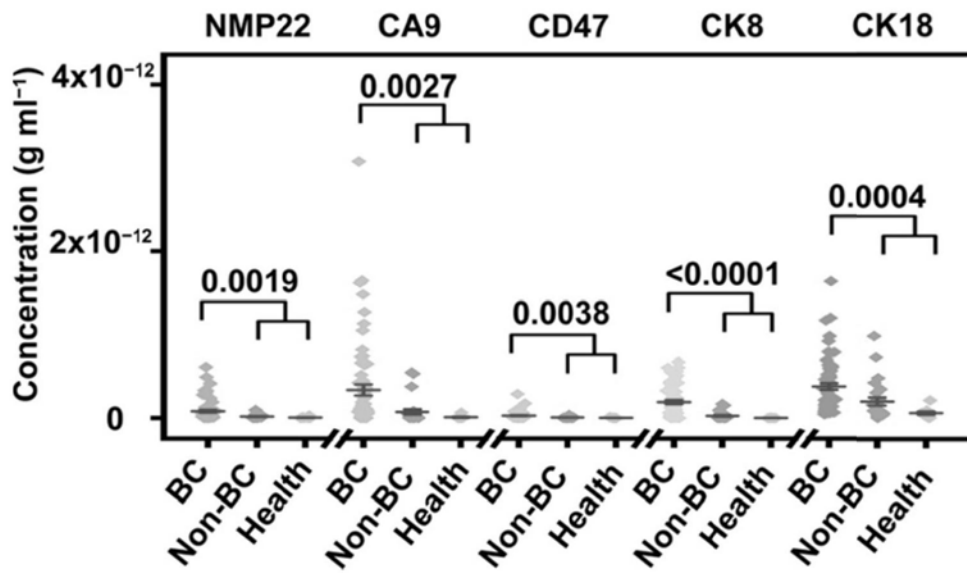 NMP22 CA9 CD47 CK8 CK18
Concentration (g ml⁻¹)
4x10⁻¹²
2x10⁻¹²
0
0.0019
0.0027
0.0038
<0.0001
0.0004
BC Non-BC Health BC Non-BC Health BC Non-BC Health BC Non-BC Health BC Non-BC Health